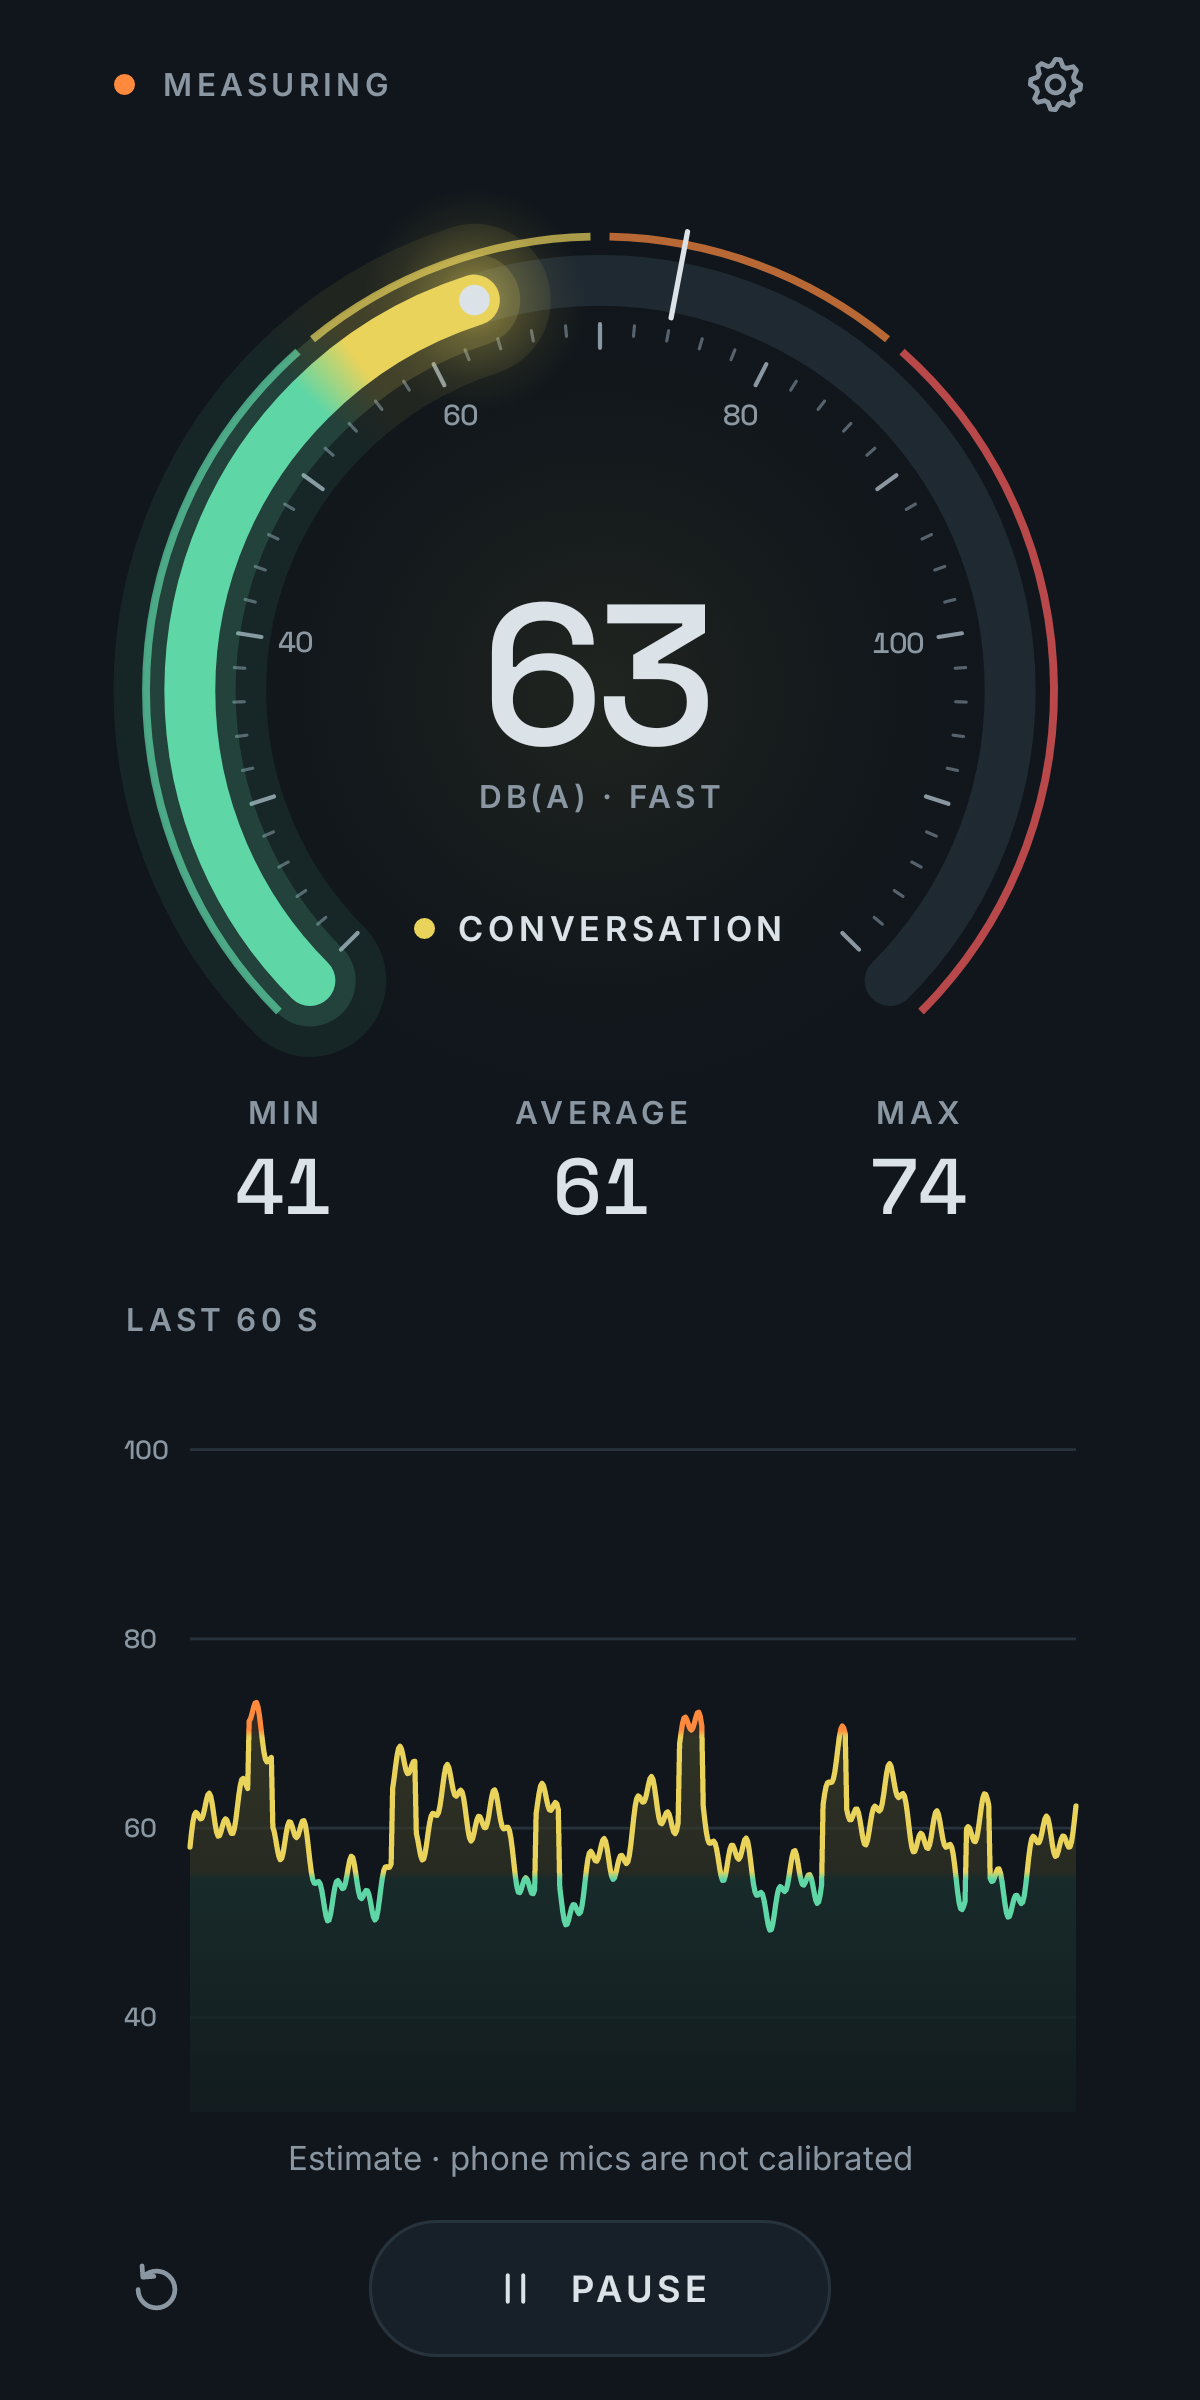 MEASURING
60
80
40
100
63
DB(A) · FAST
CONVERSATION
MIN
AVERAGE
MAX
41
61
74
LAST 60 S
100
80
60
40
Estimate · phone mics are not calibrated
PAUSE